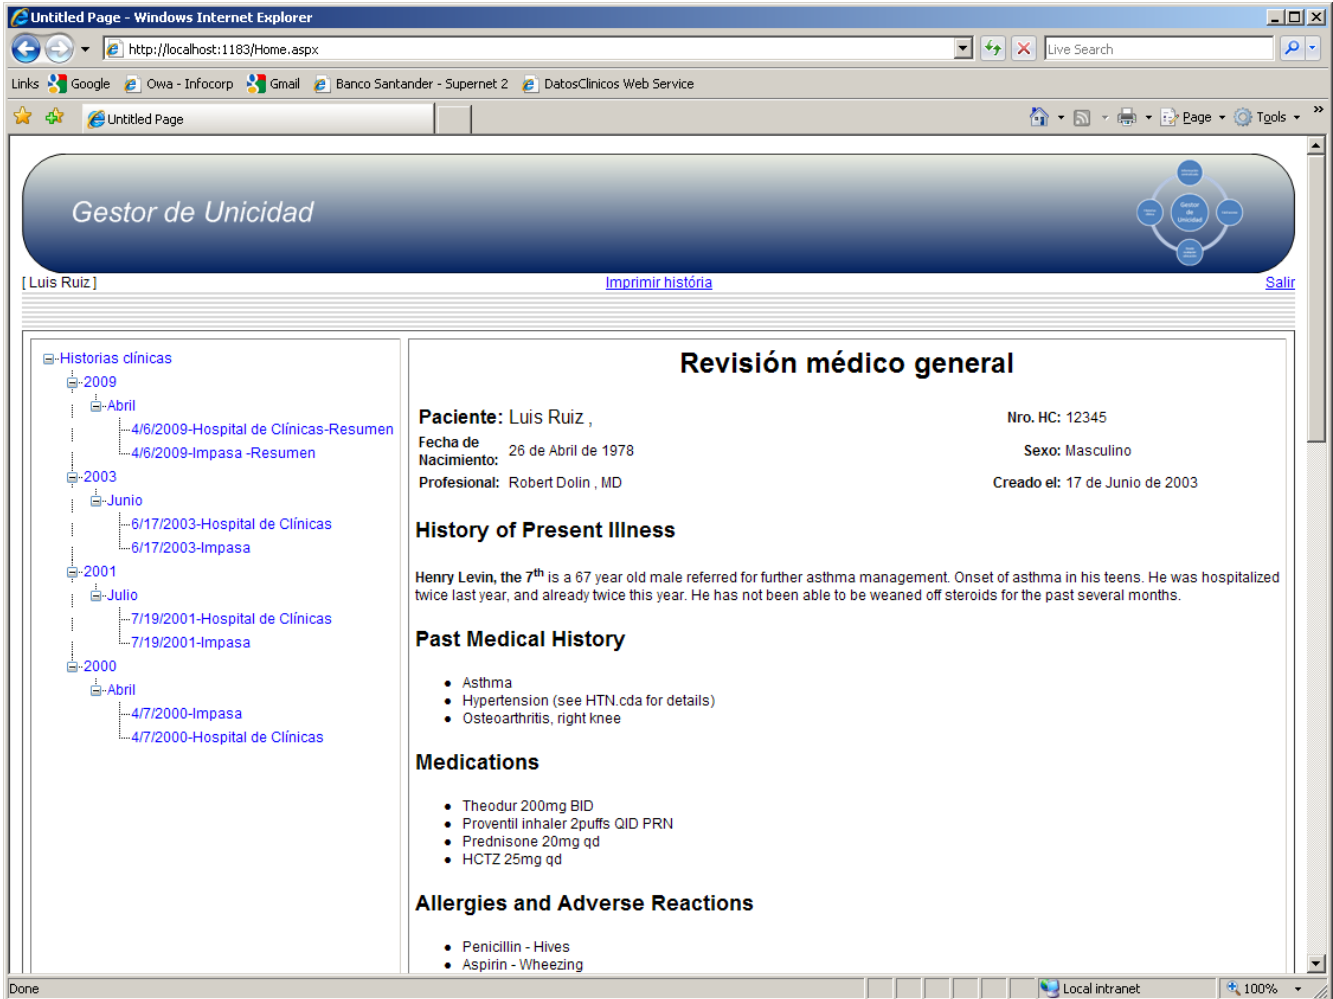 Untitled Page - Windows Internet Explorer
http://localhost:1183/Home.aspx
Live Search
Links Google Owa - Infocorp Gmail Banco Santander - Supernet 2 DatosClinicos Web Service
Untitled Page
Page Tools »
Gestor de Unicidad
Gestor
de
Unicidad
[ Luis Ruiz ] Imprimir história Salir
Historias clínicas
2009
Abril
4/6/2009-Hospital de Clínicas-Resumen
4/6/2009-Impasa -Resumen
2003
Junio
6/17/2003-Hospital de Clínicas
6/17/2003-Impasa
2001
Julio
7/19/2001-Hospital de Clínicas
7/19/2001-Impasa
2000
Abril
4/7/2000-Impasa
4/7/2000-Hospital de Clínicas
Revisión médico general
Paciente: Luis Ruiz , Nro. HC: 12345
Fecha de
Nacimiento: 26 de Abril de 1978 Sexo: Masculino
Profesional: Robert Dolin , MD Creado el: 17 de Junio de 2003
History of Present Illness
Henry Levin, the 7th is a 67 year old male referred for further asthma management. Onset of asthma in his teens. He was hospitalized
twice last year, and already twice this year. He has not been able to be weaned off steroids for the past several months.
Past Medical History
Asthma
Hypertension (see HTN.cda for details)
Osteoarthritis, right knee
Medications
Theodur 200mg BID
Proventil inhaler 2puffs QID PRN
Prednisone 20mg qd
HCTZ 25mg qd
Allergies and Adverse Reactions
Penicillin - Hives
Aspirin - Wheezing
Done Local intranet 100%